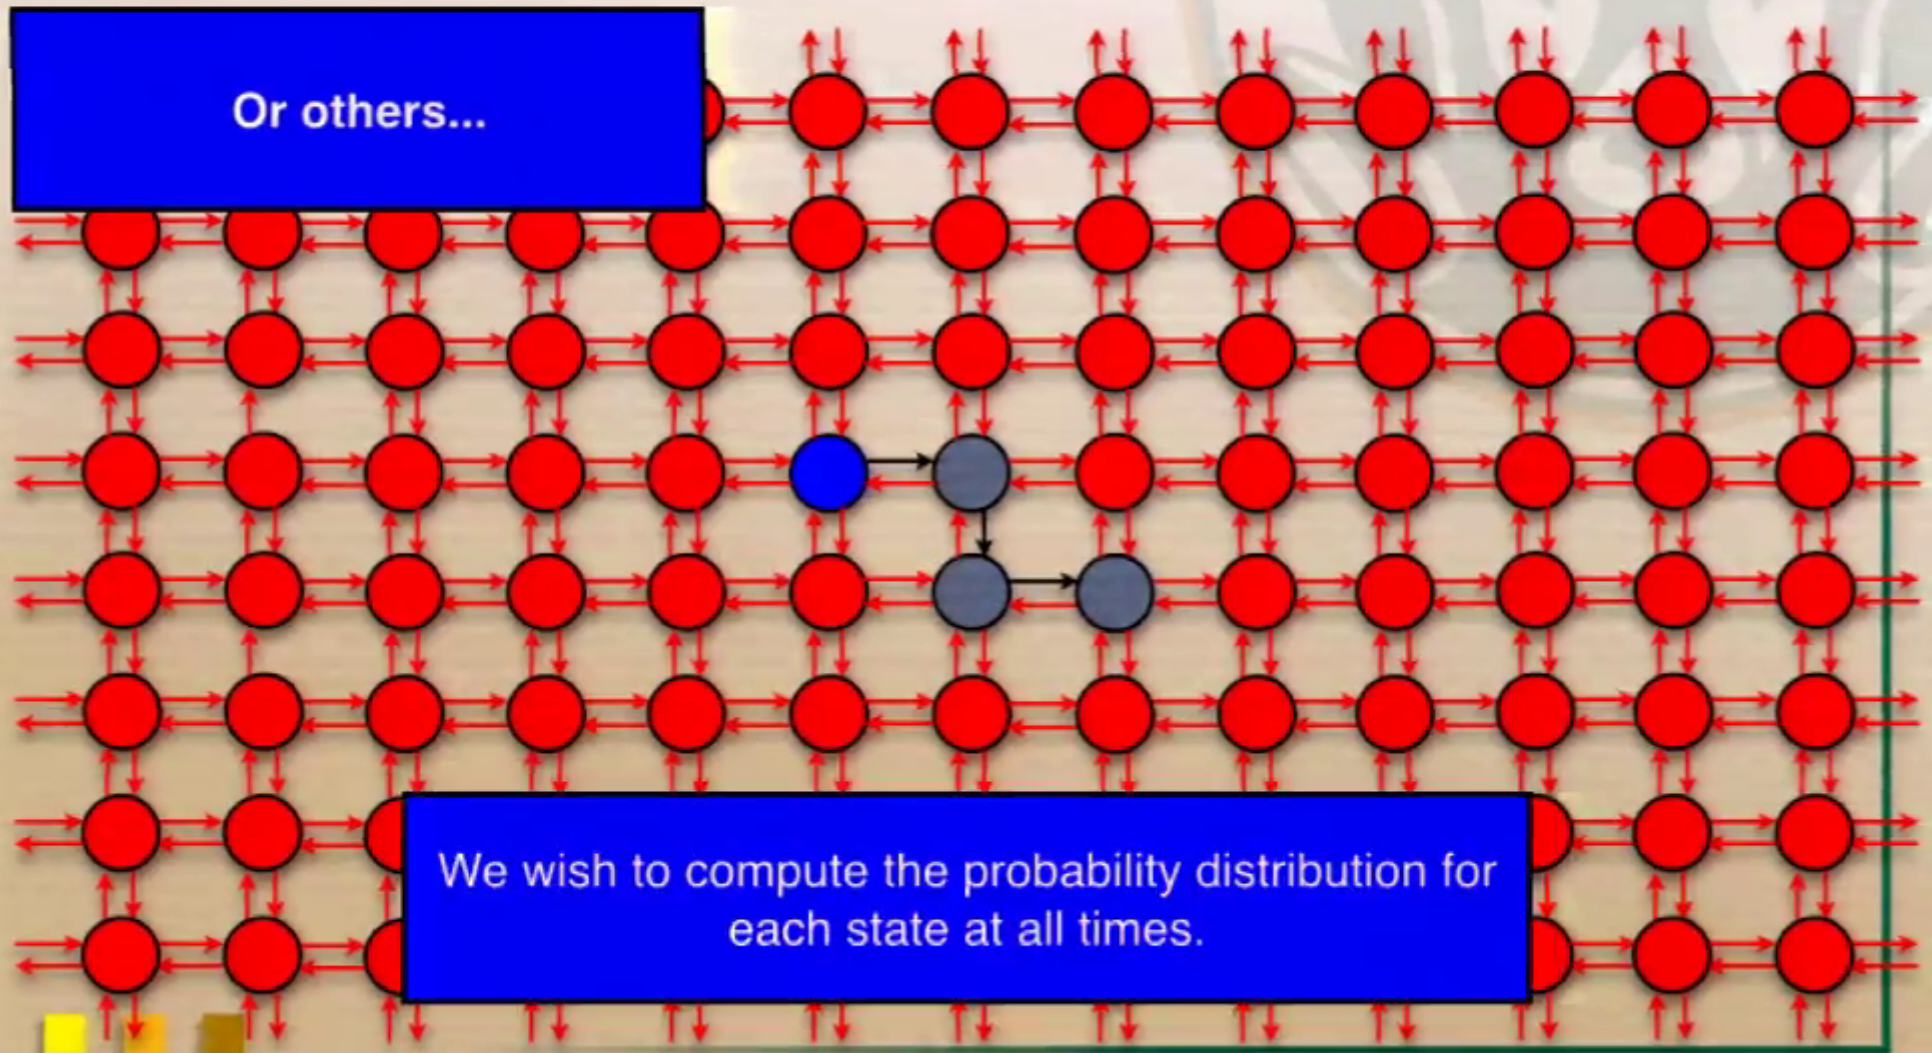 Or others...
We wish to compute the probability distribution for
each state at all times.